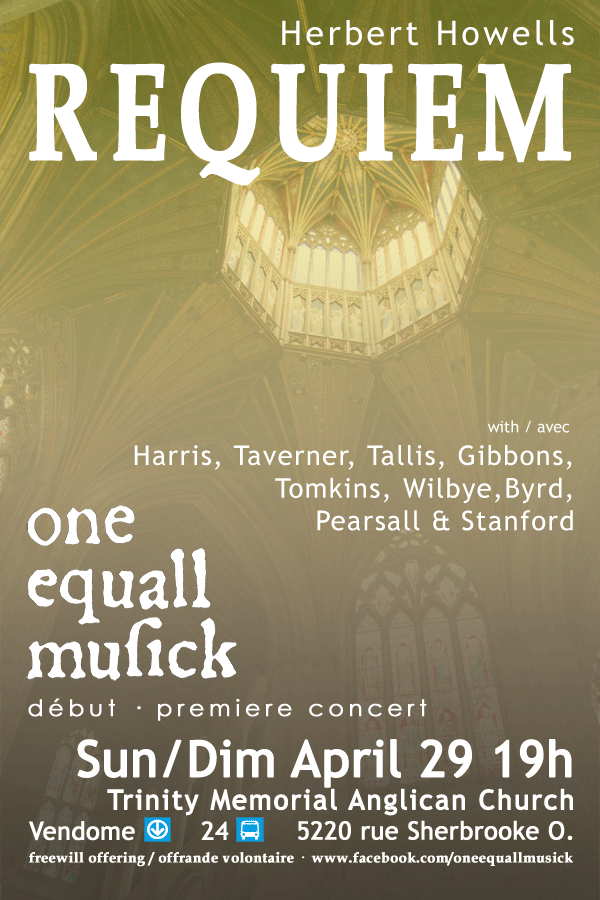 Herbert Howells
REQUIEM
with / avec
Harris, Taverner, Tallis, Gibbons,
Tomkins, Wilbye,Byrd,
Pearsall & Stanford
one
equall
muſick
début · premiere concert
Sun/Dim April 29 19h
Trinity Memorial Anglican Church
Vendome 24 5220 rue Sherbrooke O.
freewill offering / offrande volontaire · www.facebook.com/oneequallmusick